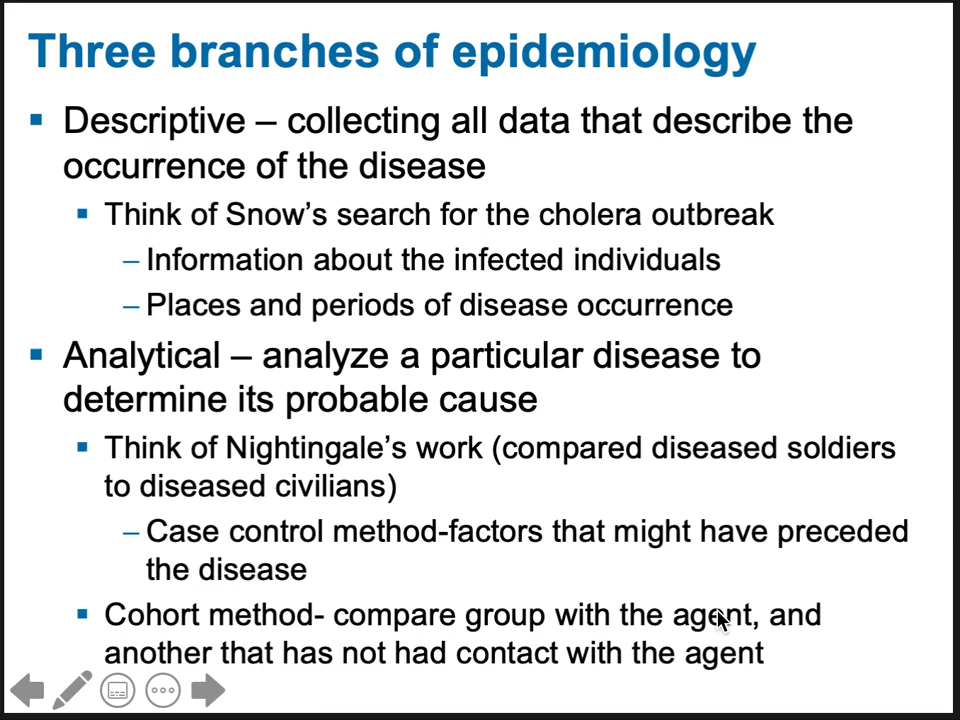 Three branches of epidemiology
▪ Descriptive – collecting all data that describe the
occurrence of the disease
▪ Think of Snow’s search for the cholera outbreak
– Information about the infected individuals
– Places and periods of disease occurrence
▪ Analytical – analyze a particular disease to
determine its probable cause
▪ Think of Nightingale’s work (compared diseased soldiers
to diseased civilians)
– Case control method-factors that might have preceded
the disease
▪ Cohort method- compare group with the agent, and
another that has not had contact with the agent